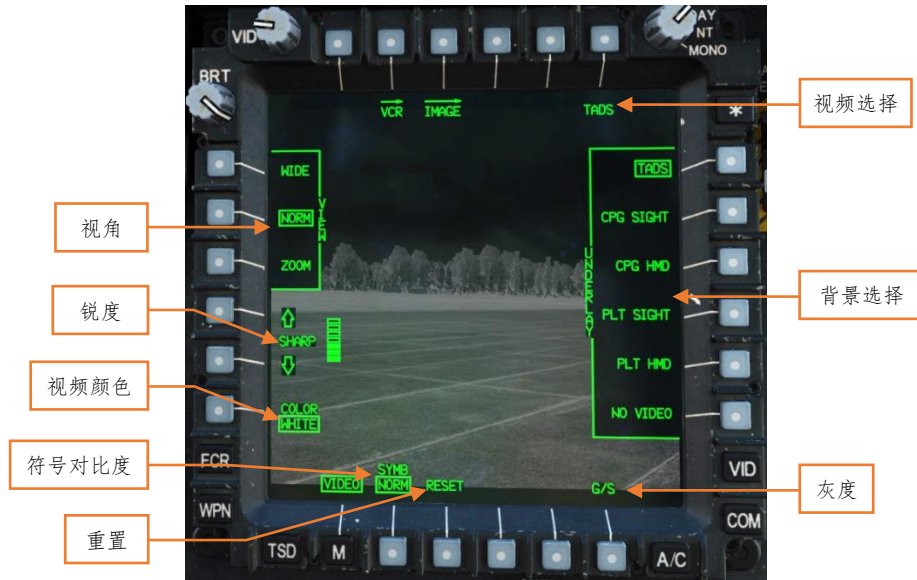 VID
AY
NT
MONO
BRT
VCR
IMAGE
TADS
视频选择
*
WIDE
TADS
VIEW
NORM
CPG SIGHT
视角
ZOOM
CPG HMD
UNDERLAY
背景选择
锐度
SHARP
PLT SIGHT
PLT HMD
视频颜色
COLOR
WHITE
NO VIDEO
符号对比度
FCR
SYMB
VIDEO
NORM
RESET
G/S
VID
灰度
WPN
COM
重置
TSD
M
A/C